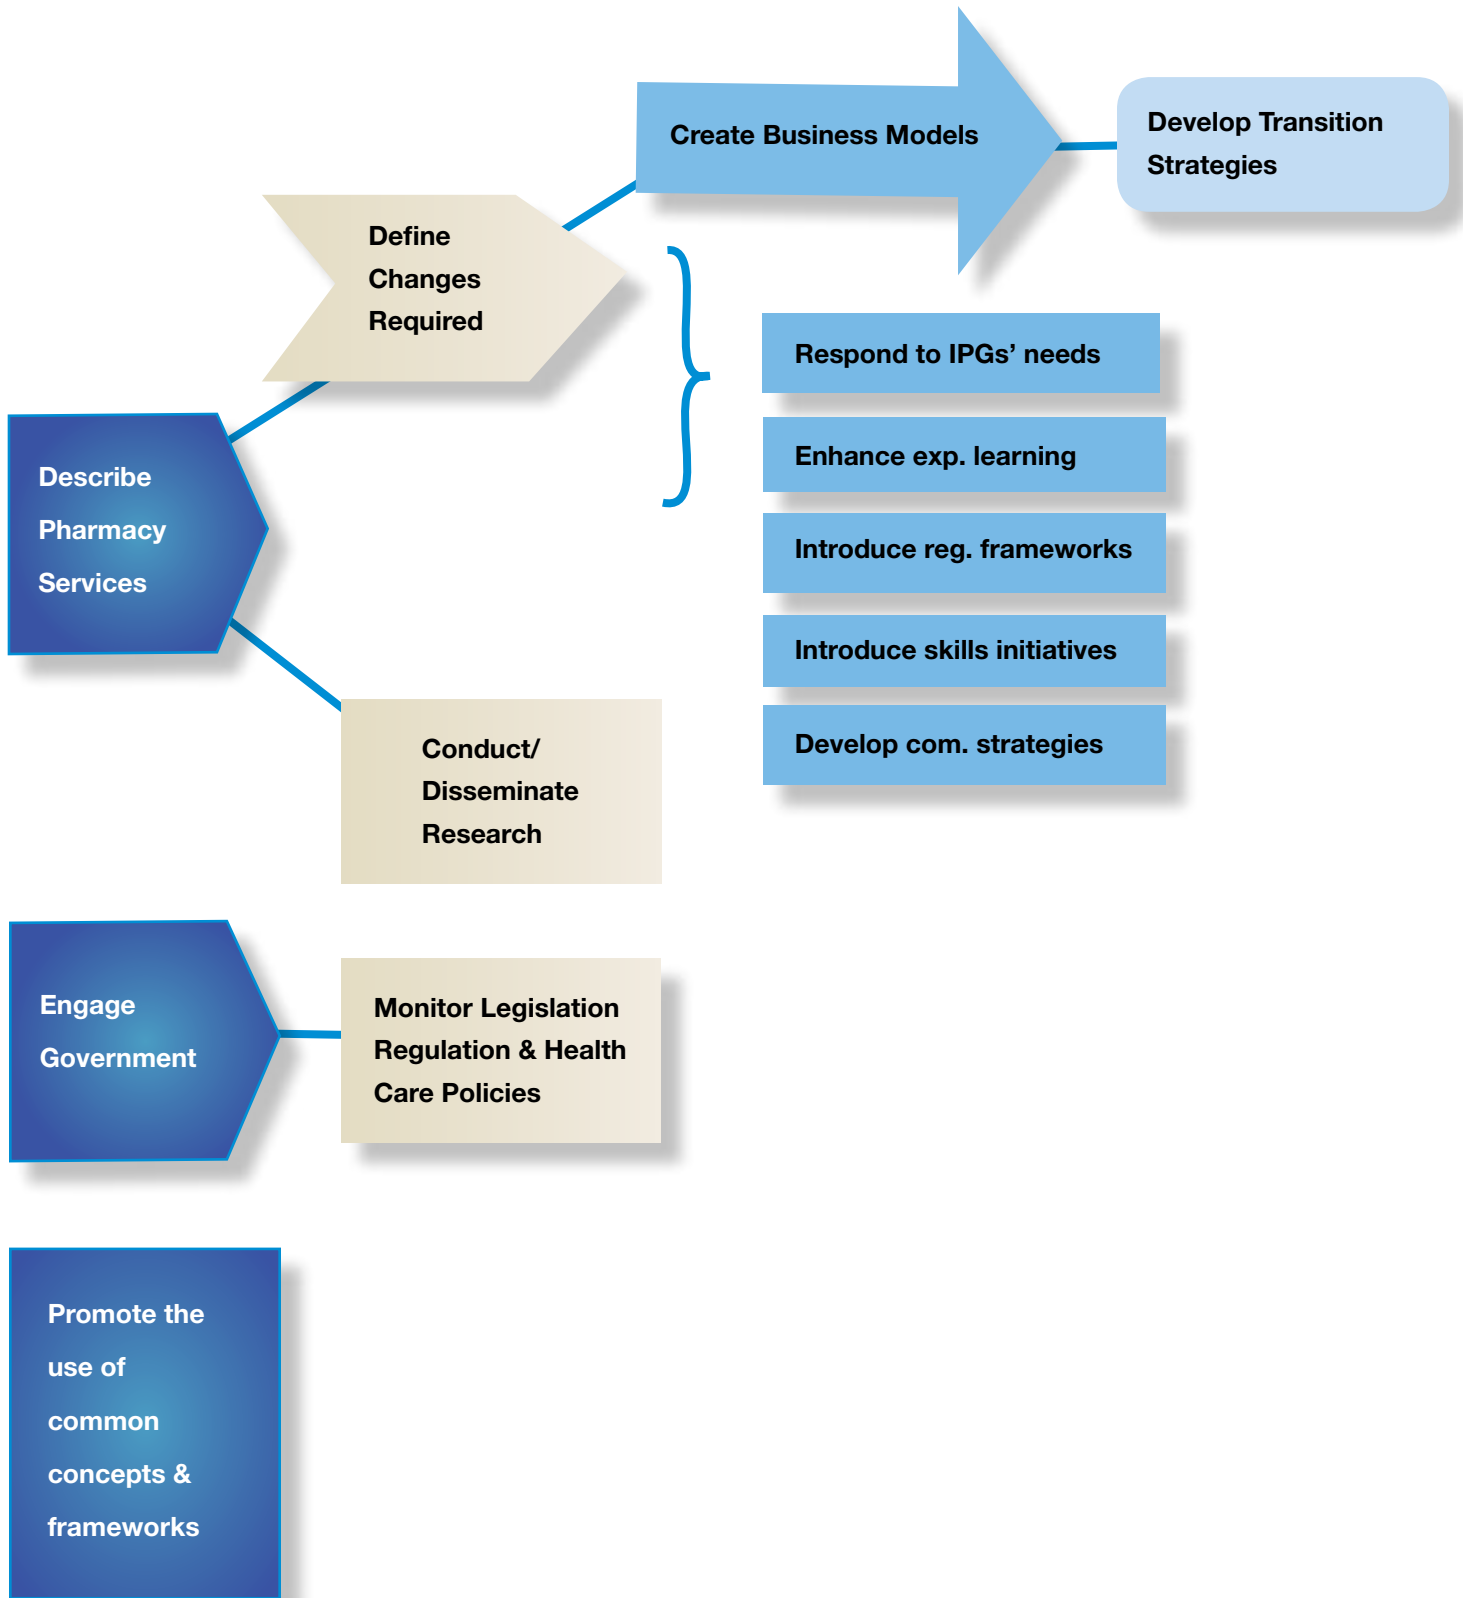 Create Business Models
Develop Transition
Strategies
Define
Changes
Required
Respond to IPGs’ needs
Enhance exp. learning
Introduce reg. frameworks
Introduce skills initiatives
Develop com. strategies
Describe
Pharmacy
Services
Conduct/
Disseminate
Research
Engage
Government
Monitor Legislation
Regulation & Health
Care Policies
Promote the
use of
common
concepts &
frameworks